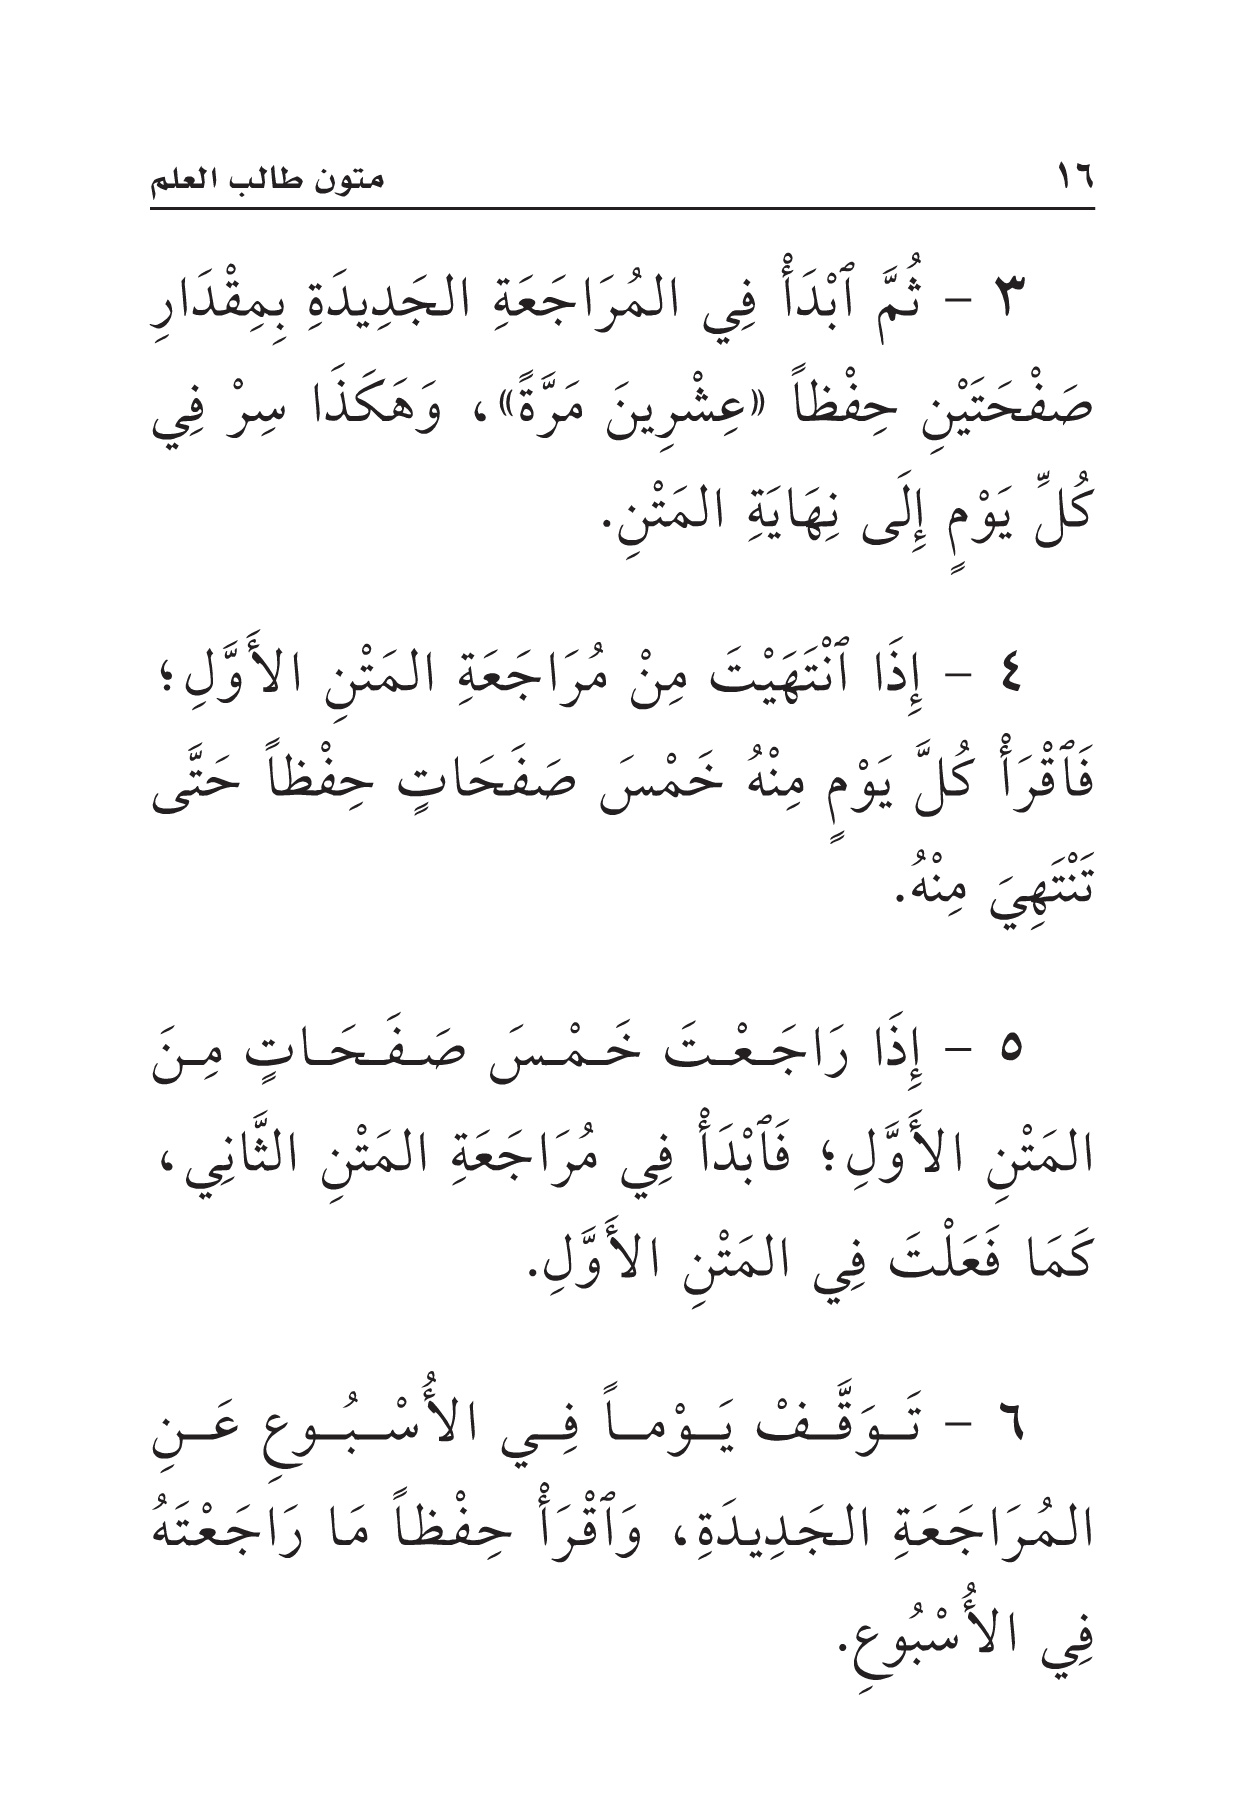 ١٦ متون طالب العلم
٣ – ثُمَّ ٱبْدَأْ فِي المُرَاجَعَةِ الجَدِيدَةِ بِمِقْدَارِ
صَفْحَتَيْنِ حِفْظاً «عِشْرِينَ مَرَّةً»، وَهَكَذَا سِرْ فِي
كُلِّ يَوْمٍ إِلَى نِهَايَةِ المَتْنِ.
٤ – إِذَا ٱنْتَهَيْتَ مِنْ مُرَاجَعَةِ المَتْنِ الأَوَّلِ؛
فَٱقْرَأْ كُلَّ يَوْمٍ مِنْهُ خَمْسَ صَفَحَاتٍ حِفْظاً حَتَّى
تَنْتَهِيَ مِنْهُ.
٥ – إِذَا رَاجَعْتَ خَمْسَ صَفَحَاتٍ مِنَ
المَتْنِ الأَوَّلِ؛ فَٱبْدَأْ فِي مُرَاجَعَةِ المَتْنِ الثَّانِي،
كَمَا فَعَلْتَ فِي المَتْنِ الأَوَّلِ.
٦ – تَوَقَّفْ يَوْماً فِي الأُسْبُوعِ عَنِ
المُرَاجَعَةِ الجَدِيدَةِ، وَٱقْرَأْ حِفْظاً مَا رَاجَعْتَهُ
فِي الأُسْبُوعِ.